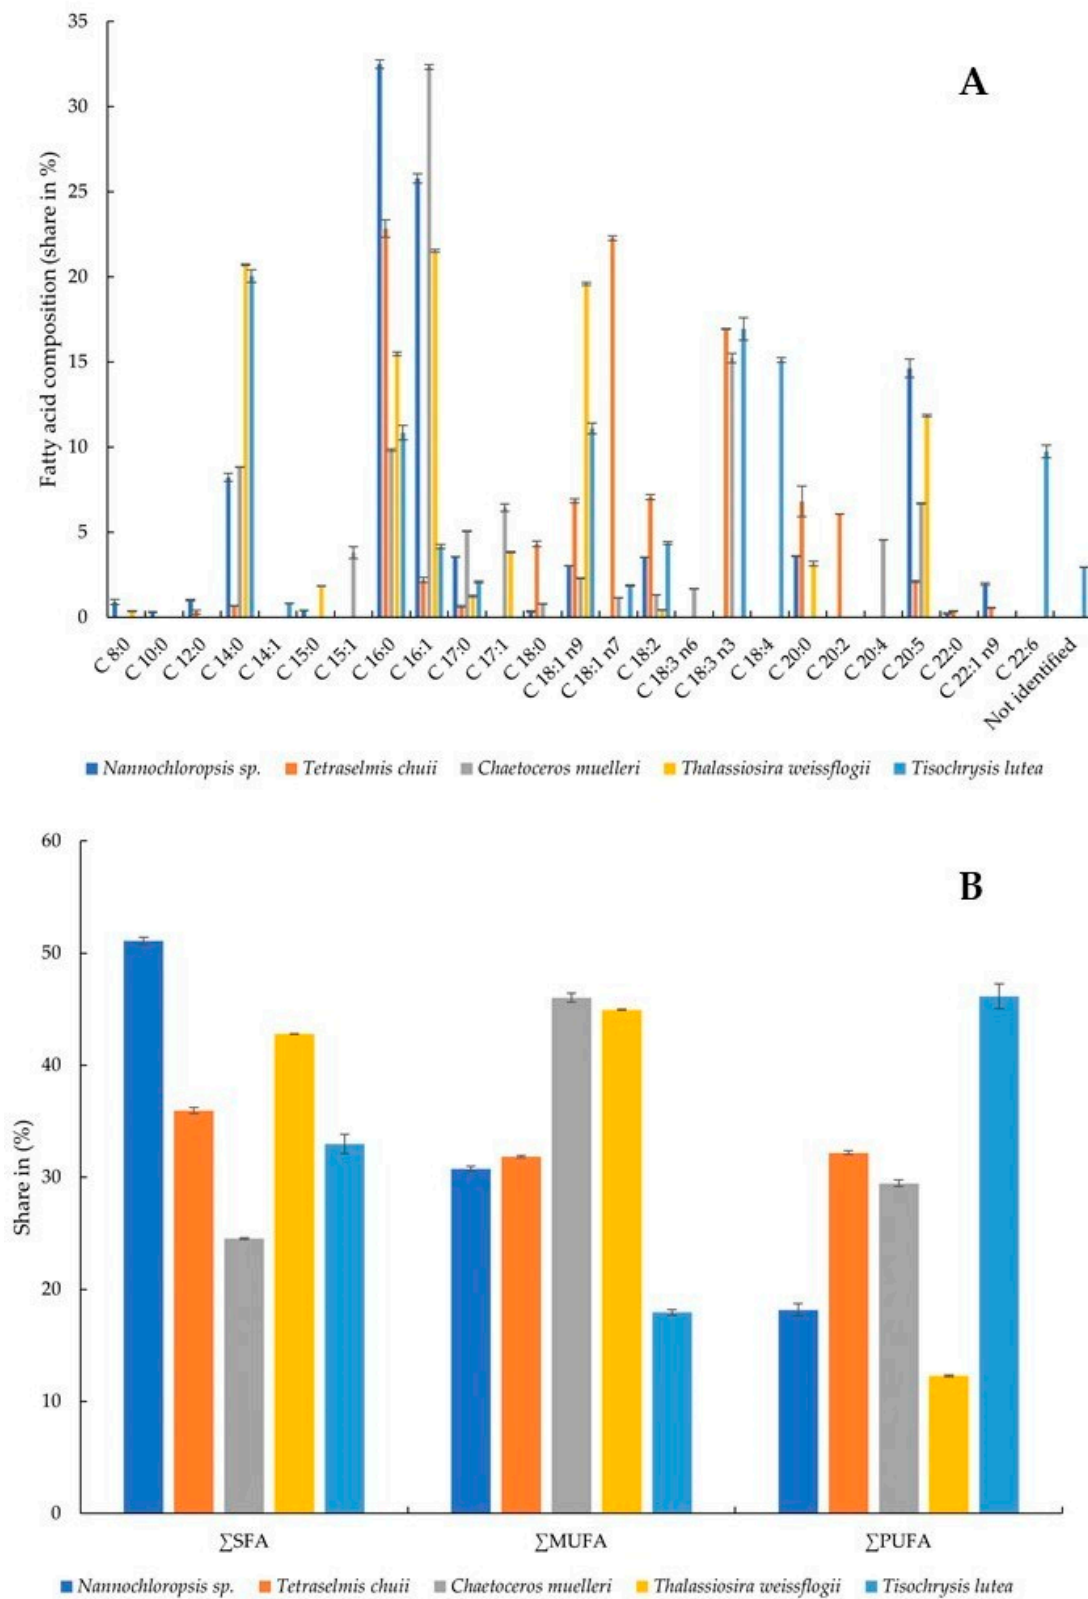 A
Fatty acid composition (share in %)
35
30
25
20
15
10
5
0
C 8:0
C 10:0
C 12:0
C 14:0
C 14:1
C 15:0
C 15:1
C 16:0
C 16:1
C 17:0
C 17:1
C 18:0
C 18:1 n9
C 18:1 n7
C 18:2
C 18:3 n6
C 18:3 n3
C 18:4
C 20:0
C 20:2
C 20:4
C 20:5
C 22:0
C 22:1 n9
C 22:6
Not identified
Nannochloropsis sp. Tetraselmis chuii Chaetoceros muelleri Thalassiosira weissflogii Tisochrysis lutea
B
Share in (%)
60
50
40
30
20
10
0
∑SFA ∑MUFA ∑PUFA
Nannochloropsis sp. Tetraselmis chuii Chaetoceros muelleri Thalassiosira weissflogii Tisochrysis lutea